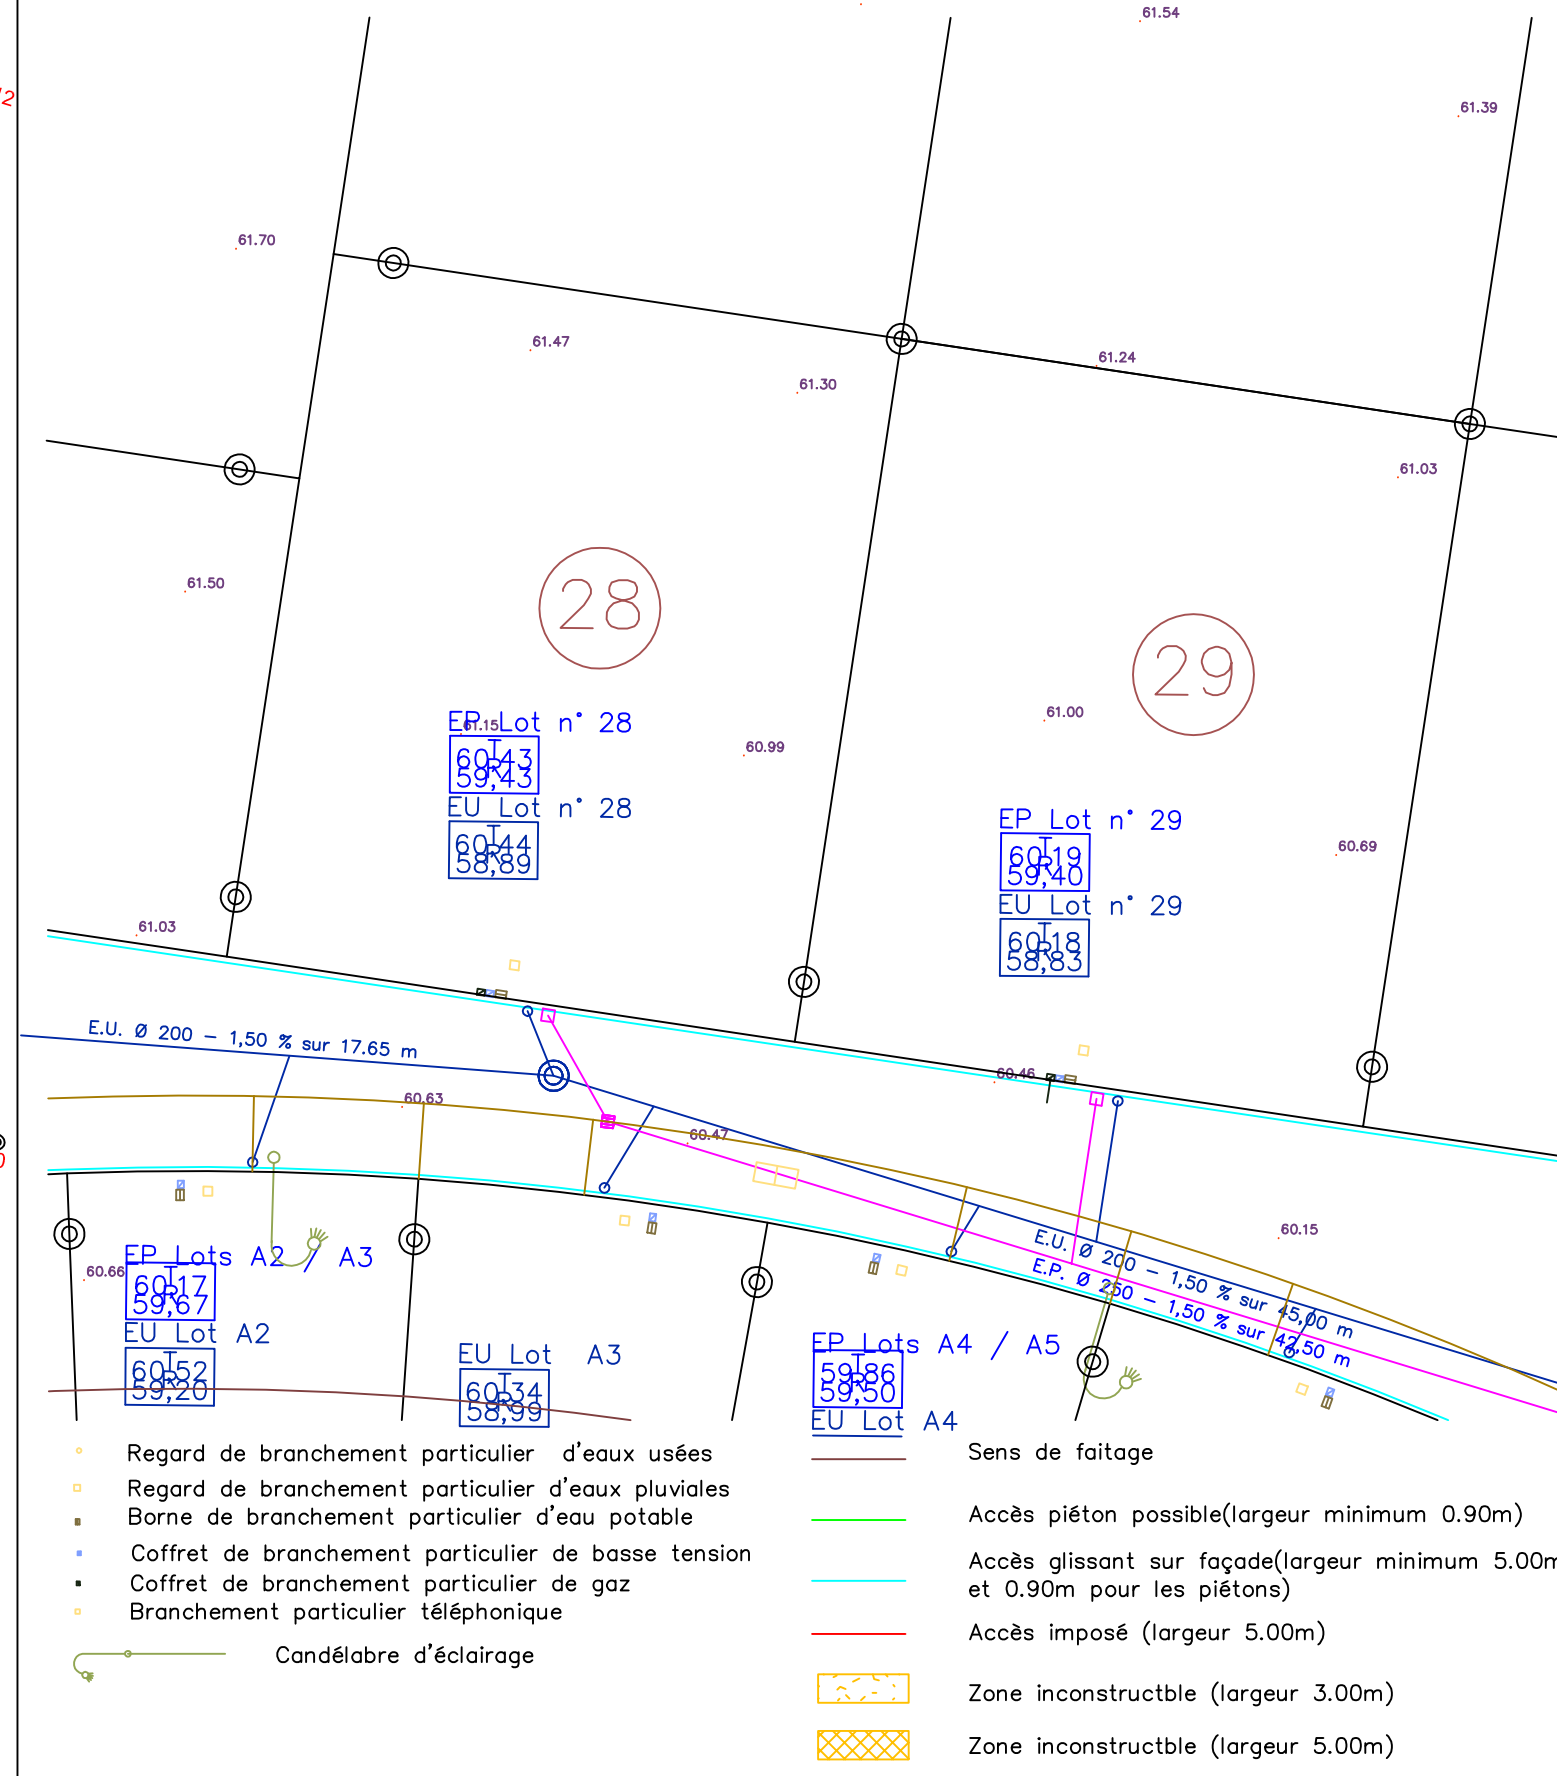 61.54
61.39
61.70
61.47
61.24
61.30
61.03
61.50
28
29
61.00
EP Lot n° 28
61.15
T
60,43
R
59,43
60.99
EU Lot n° 28
T
60,44
R
58,89
EP Lot n° 29
T
60,19
R
59,40
60.69
EU Lot n° 29
T
60,18
R
58,83
61.03
E.U. Ø 200 – 1,50 % sur 17.65 m
60.46
60.63
60.47
60.15
E.U. Ø 200 – 1,50 % sur 45,00 m
E.P. Ø 250 – 1,50 % sur 42,50 m
EP Lots A2 / A3
60.66
T
60,17
R
59,67
EU Lot A2
T
60,52
R
59,20
EU Lot A3
T
60,34
R
58,99
EP Lots A4 / A5
T
59,86
R
59,50
EU Lot A4
Regard de branchement particulier d'eaux usées
Regard de branchement particulier d'eaux pluviales
Borne de branchement particulier d'eau potable
Coffret de branchement particulier de basse tension
Coffret de branchement particulier de gaz
Branchement particulier téléphonique
Candélabre d'éclairage
Sens de faitage
Accès piéton possible(largeur minimum 0.90m)
Accès glissant sur façade(largeur minimum 5.00m
et 0.90m pour les piétons)
Accès imposé (largeur 5.00m)
Zone inconstructble (largeur 3.00m)
Zone inconstructble (largeur 5.00m)